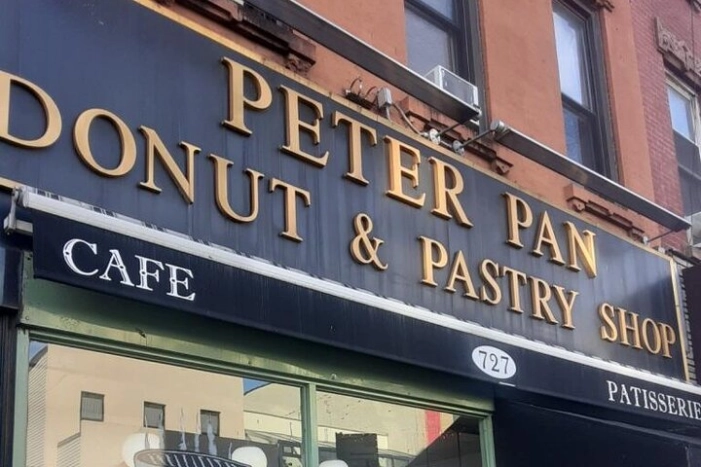 PETER PAN
DONUT & PASTRY SHOP
CAFE
727
PATISSERIE